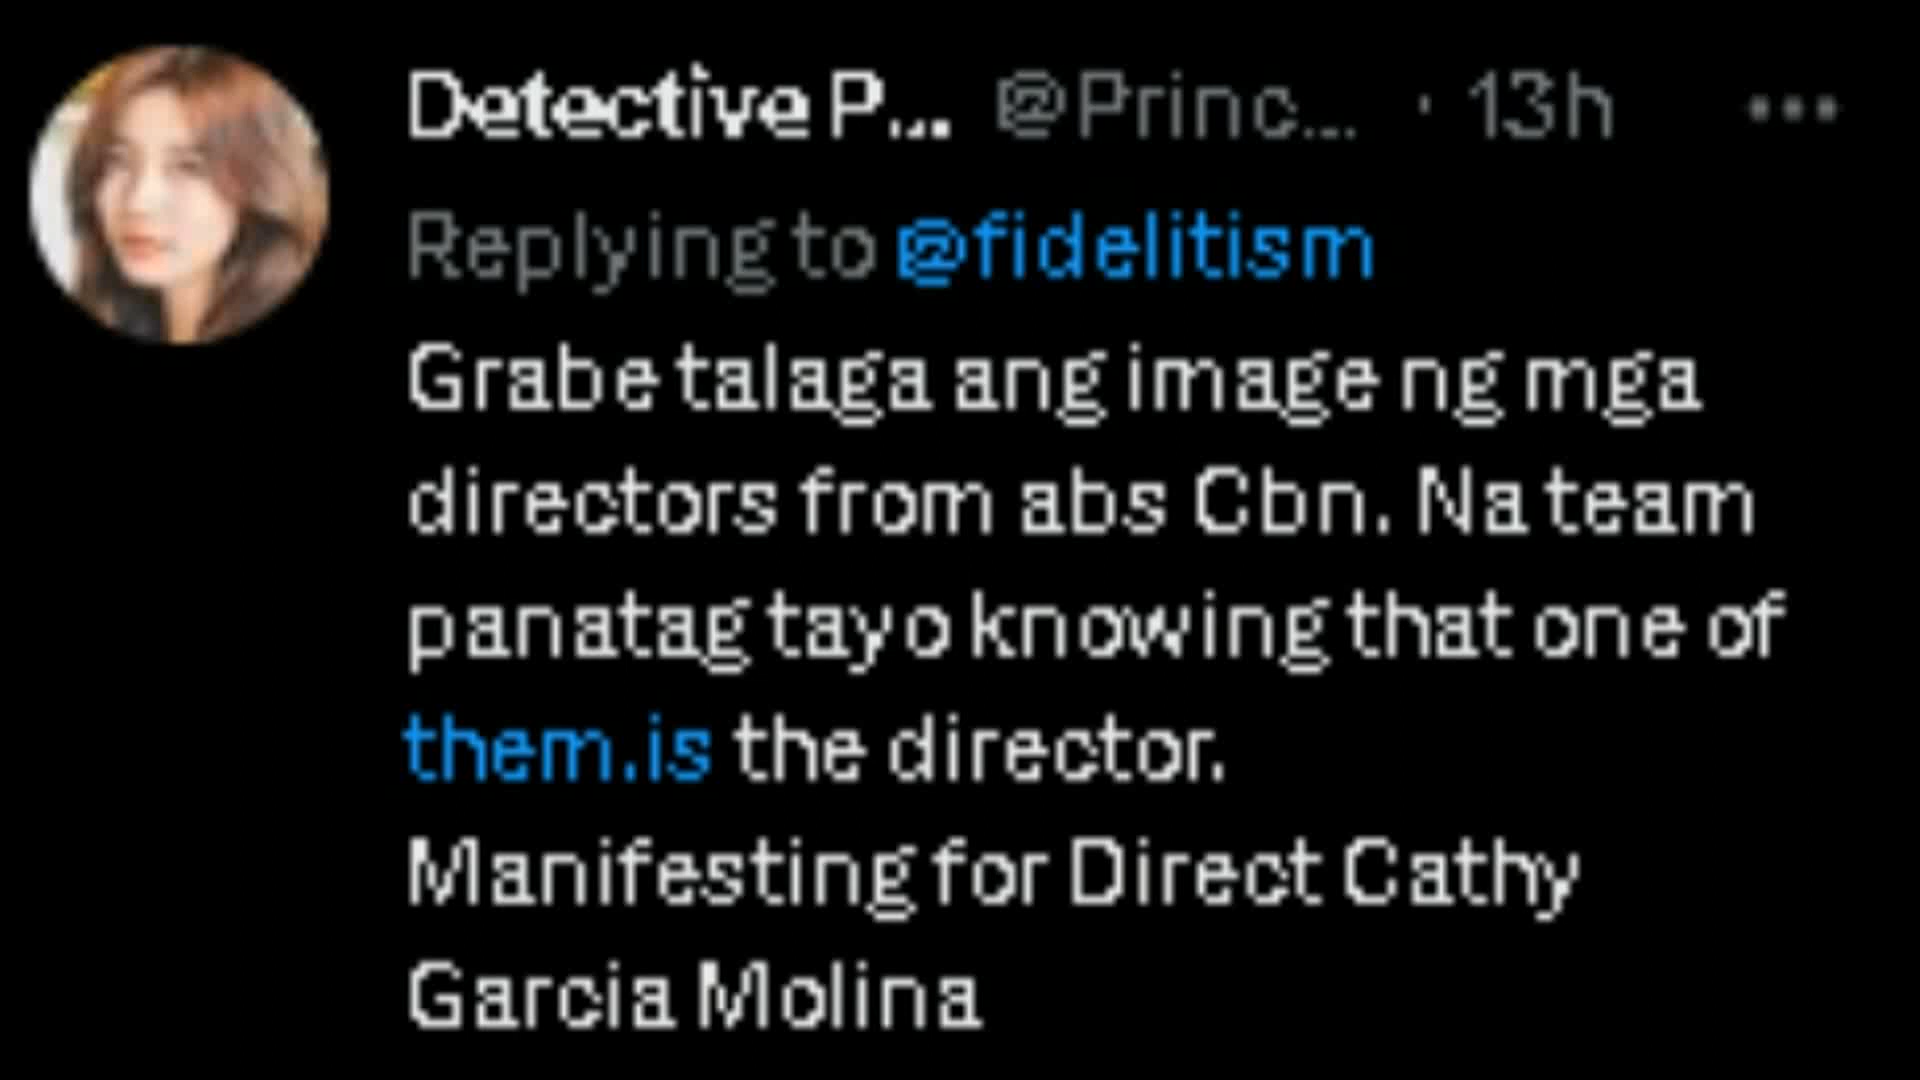 Detective P... @Princ... · 13h ...
Replying to @fidelitism
Grabe talaga ang image ng mga
directors from abs Cbn. Na team
panatag tayo knowing that one of
them.is the director.
Manifesting for Direct Cathy
Garcia Molina